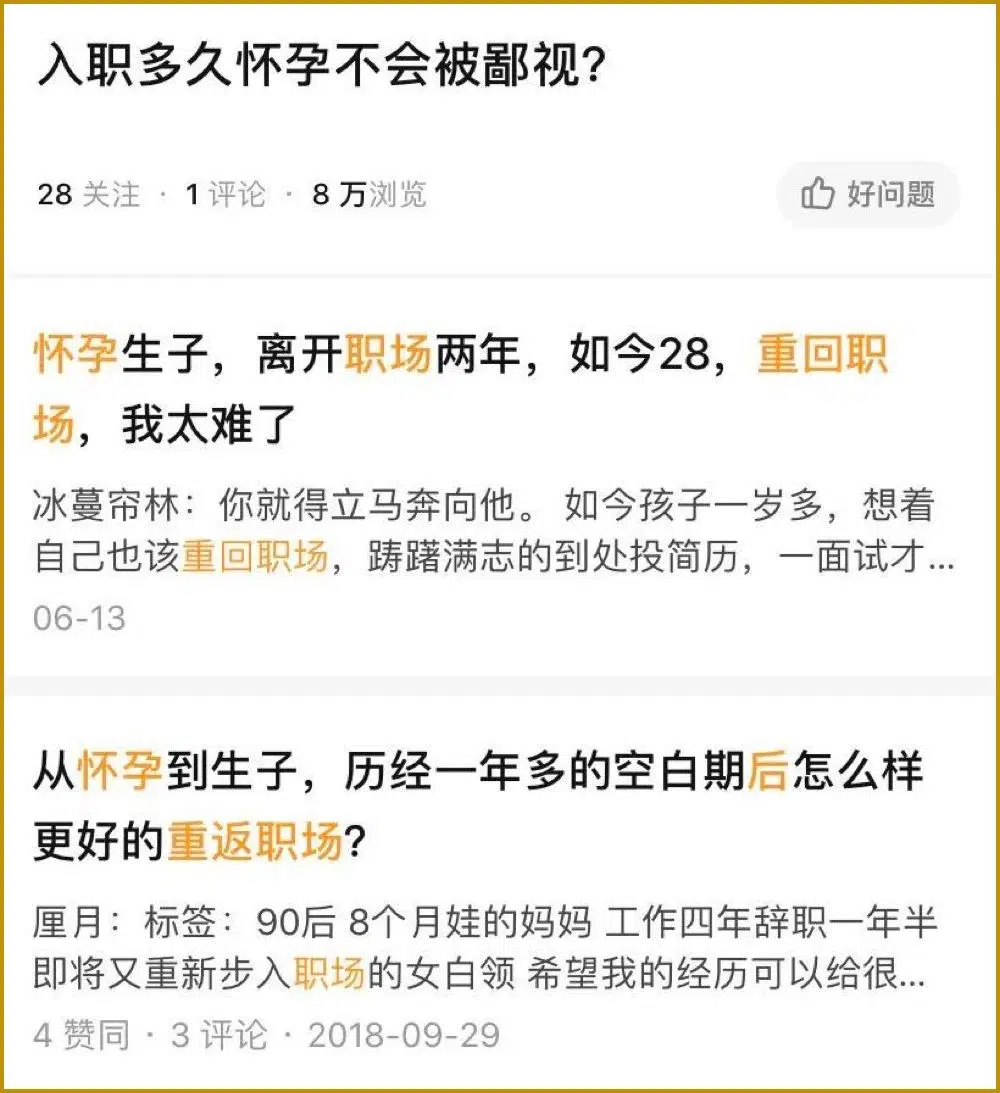 入职多久怀孕不会被鄙视?
28 关注 · 1 评论 · 8 万浏览
好问题
怀孕生子，离开职场两年，如今28，重回职
场，我太难了
冰蔓帘林：你就得立马奔向他。 如今孩子一岁多，想着
自己也该重回职场，踌躇满志的到处投简历，一面试才...
06-13
从怀孕到生子，历经一年多的空白期后怎么样
更好的重返职场?
厘月：标签：90后 8个月娃的妈妈 工作四年辞职一年半
即将又重新步入职场的女白领 希望我的经历可以给很...
4 赞同 · 3 评论 · 2018-09-29